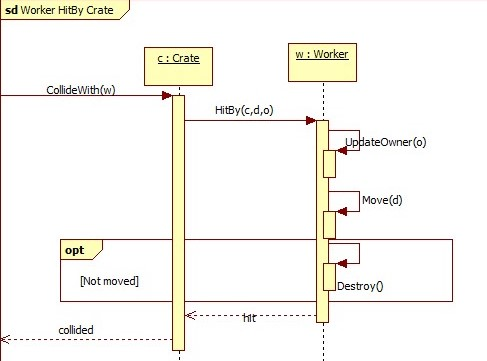 sd Worker HitBy Crate
c : Crate
w : Worker
CollideWith(w)
HitBy(c,d,o)
UpdateOwner(o)
Move(d)
opt
[Not moved]
Destroy()
hit
collided